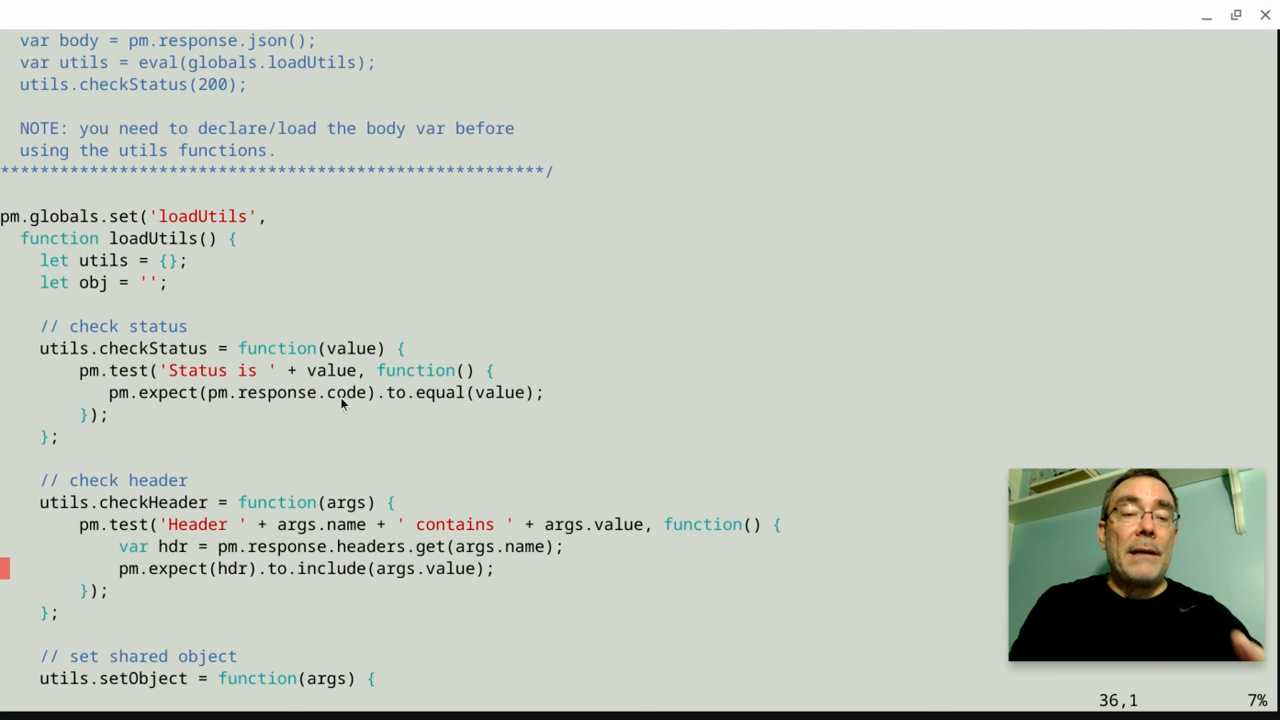 var body = pm.response.json();
var utils = eval(globals.loadUtils);
utils.checkStatus(200);
NOTE: you need to declare/load the body var before
using the utils functions.
*******************************************************/
pm.globals.set('loadUtils',
function loadUtils() {
let utils = {};
let obj = '';
// check status
utils.checkStatus = function(value) {
pm.test('Status is ' + value, function() {
pm.expect(pm.response.code).to.equal(value);
});
};
// check header
utils.checkHeader = function(args) {
pm.test('Header ' + args.name + ' contains ' + args.value, function() {
var hdr = pm.response.headers.get(args.name);
pm.expect(hdr).to.include(args.value);
});
};
// set shared object
utils.setObject = function(args) {
36,1 7%